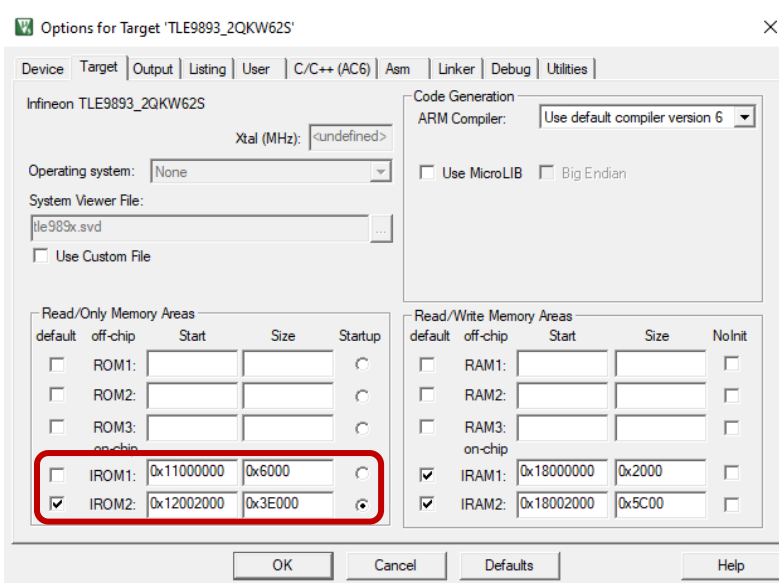 Options for Target 'TLE9893_2QKW62S'
Device Target Output Listing User C/C++ (AC6) Asm Linker Debug Utilities
Infineon TLE9893_2QKW62S
Xtal (MHz): <undefined>
Operating system: None
System Viewer File:
tle989x.svd ...
Use Custom File
Code Generation
ARM Compiler: Use default compiler version 6
Use MicroLIB Big Endian
Read/Only Memory Areas
default off-chip Start Size Startup
ROM1:
ROM2:
ROM3:
on-chip
IROM1: 0x11000000 0x6000
IROM2: 0x12002000 0x3E000
Read/Write Memory Areas
default off-chip Start Size NoInit
RAM1:
RAM2:
RAM3:
on-chip
IRAM1: 0x18000000 0x2000
IRAM2: 0x18002000 0x5C00
OK Cancel Defaults Help